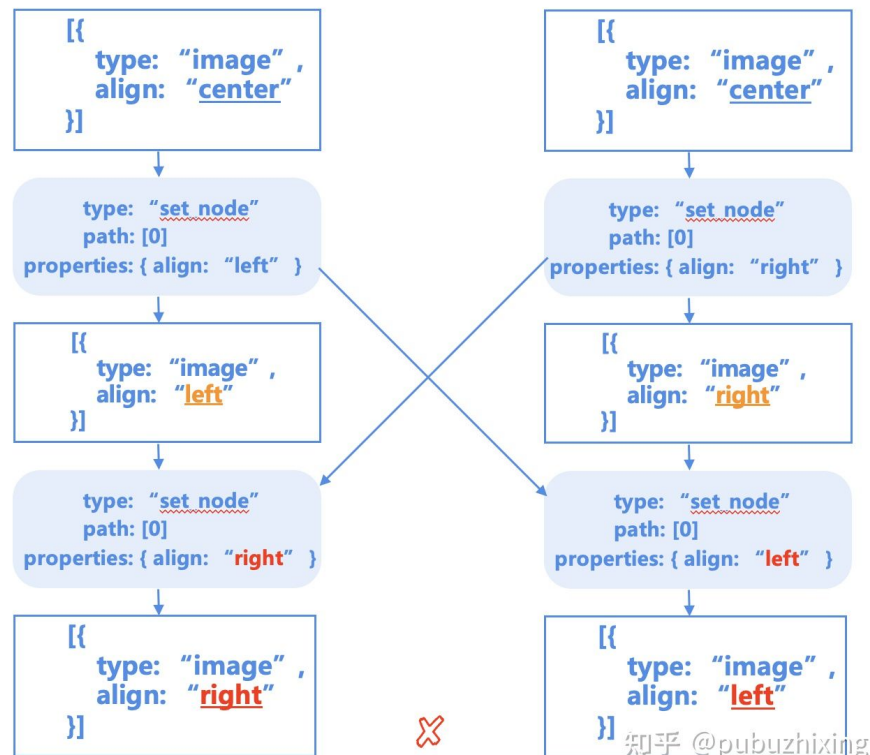 [{
type: “image” ,
align: “center”
}]
[{
type: “image” ,
align: “center”
}]
type: “set_node”
path: [0]
properties: { align: “left” }
type: “set_node”
path: [0]
properties: { align: “right” }
[{
type: “image” ,
align: “left”
}]
[{
type: “image” ,
align: “right”
}]
type: “set_node”
path: [0]
properties: { align: “right” }
type: “set_node”
path: [0]
properties: { align: “left” }
[{
type: “image” ,
align: “right”
}]
[{
type: “image” ,
align: “left”
}]
知乎 @pubuzhixing